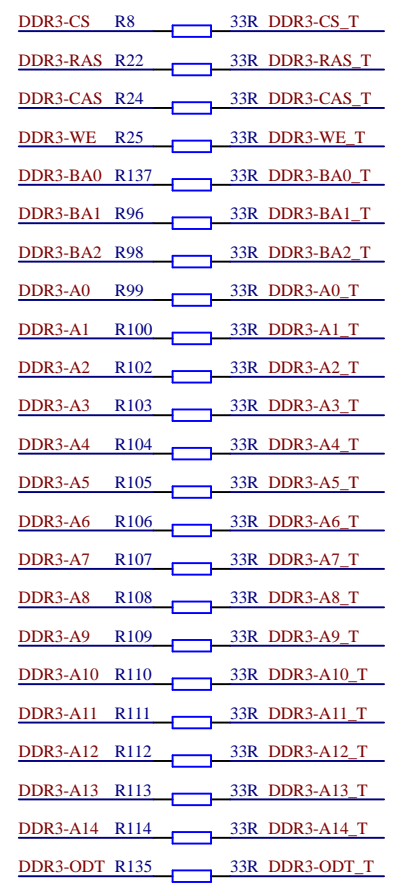 DDR3-CS R8 33R DDR3-CS_T
DDR3-RAS R22 33R DDR3-RAS_T
DDR3-CAS R24 33R DDR3-CAS_T
DDR3-WE R25 33R DDR3-WE_T
DDR3-BA0 R137 33R DDR3-BA0_T
DDR3-BA1 R96 33R DDR3-BA1_T
DDR3-BA2 R98 33R DDR3-BA2_T
DDR3-A0 R99 33R DDR3-A0_T
DDR3-A1 R100 33R DDR3-A1_T
DDR3-A2 R102 33R DDR3-A2_T
DDR3-A3 R103 33R DDR3-A3_T
DDR3-A4 R104 33R DDR3-A4_T
DDR3-A5 R105 33R DDR3-A5_T
DDR3-A6 R106 33R DDR3-A6_T
DDR3-A7 R107 33R DDR3-A7_T
DDR3-A8 R108 33R DDR3-A8_T
DDR3-A9 R109 33R DDR3-A9_T
DDR3-A10 R110 33R DDR3-A10_T
DDR3-A11 R111 33R DDR3-A11_T
DDR3-A12 R112 33R DDR3-A12_T
DDR3-A13 R113 33R DDR3-A13_T
DDR3-A14 R114 33R DDR3-A14_T
DDR3-ODT R135 33R DDR3-ODT_T